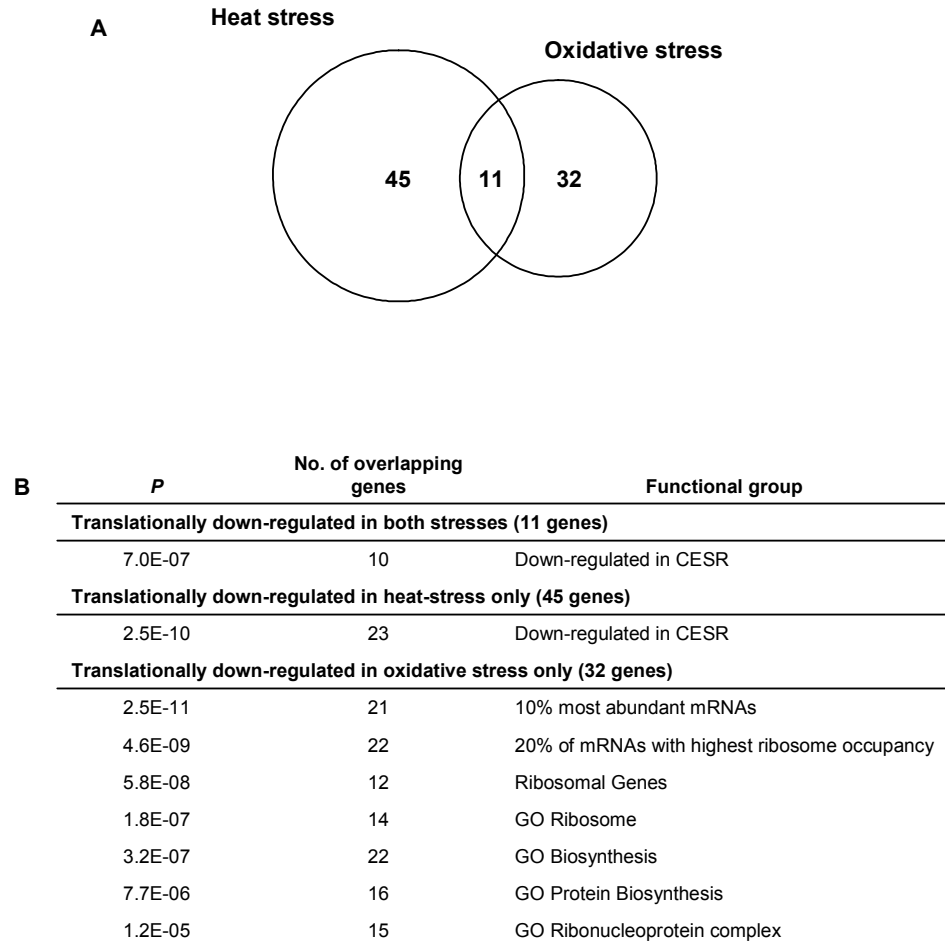 A
Heat stress
Oxidative stress
45 11 32
B
P No. of overlapping genes Functional group
Translationally down-regulated in both stresses (11 genes)
7.0E-07 10 Down-regulated in CESR
Translationally down-regulated in heat-stress only (45 genes)
2.5E-10 23 Down-regulated in CESR
Translationally down-regulated in oxidative stress only (32 genes)
2.5E-11 21 10% most abundant mRNAs
4.6E-09 22 20% of mRNAs with highest ribosome occupancy
5.8E-08 12 Ribosomal Genes
1.8E-07 14 GO Ribosome
3.2E-07 22 GO Biosynthesis
7.7E-06 16 GO Protein Biosynthesis
1.2E-05 15 GO Ribonucleoprotein complex